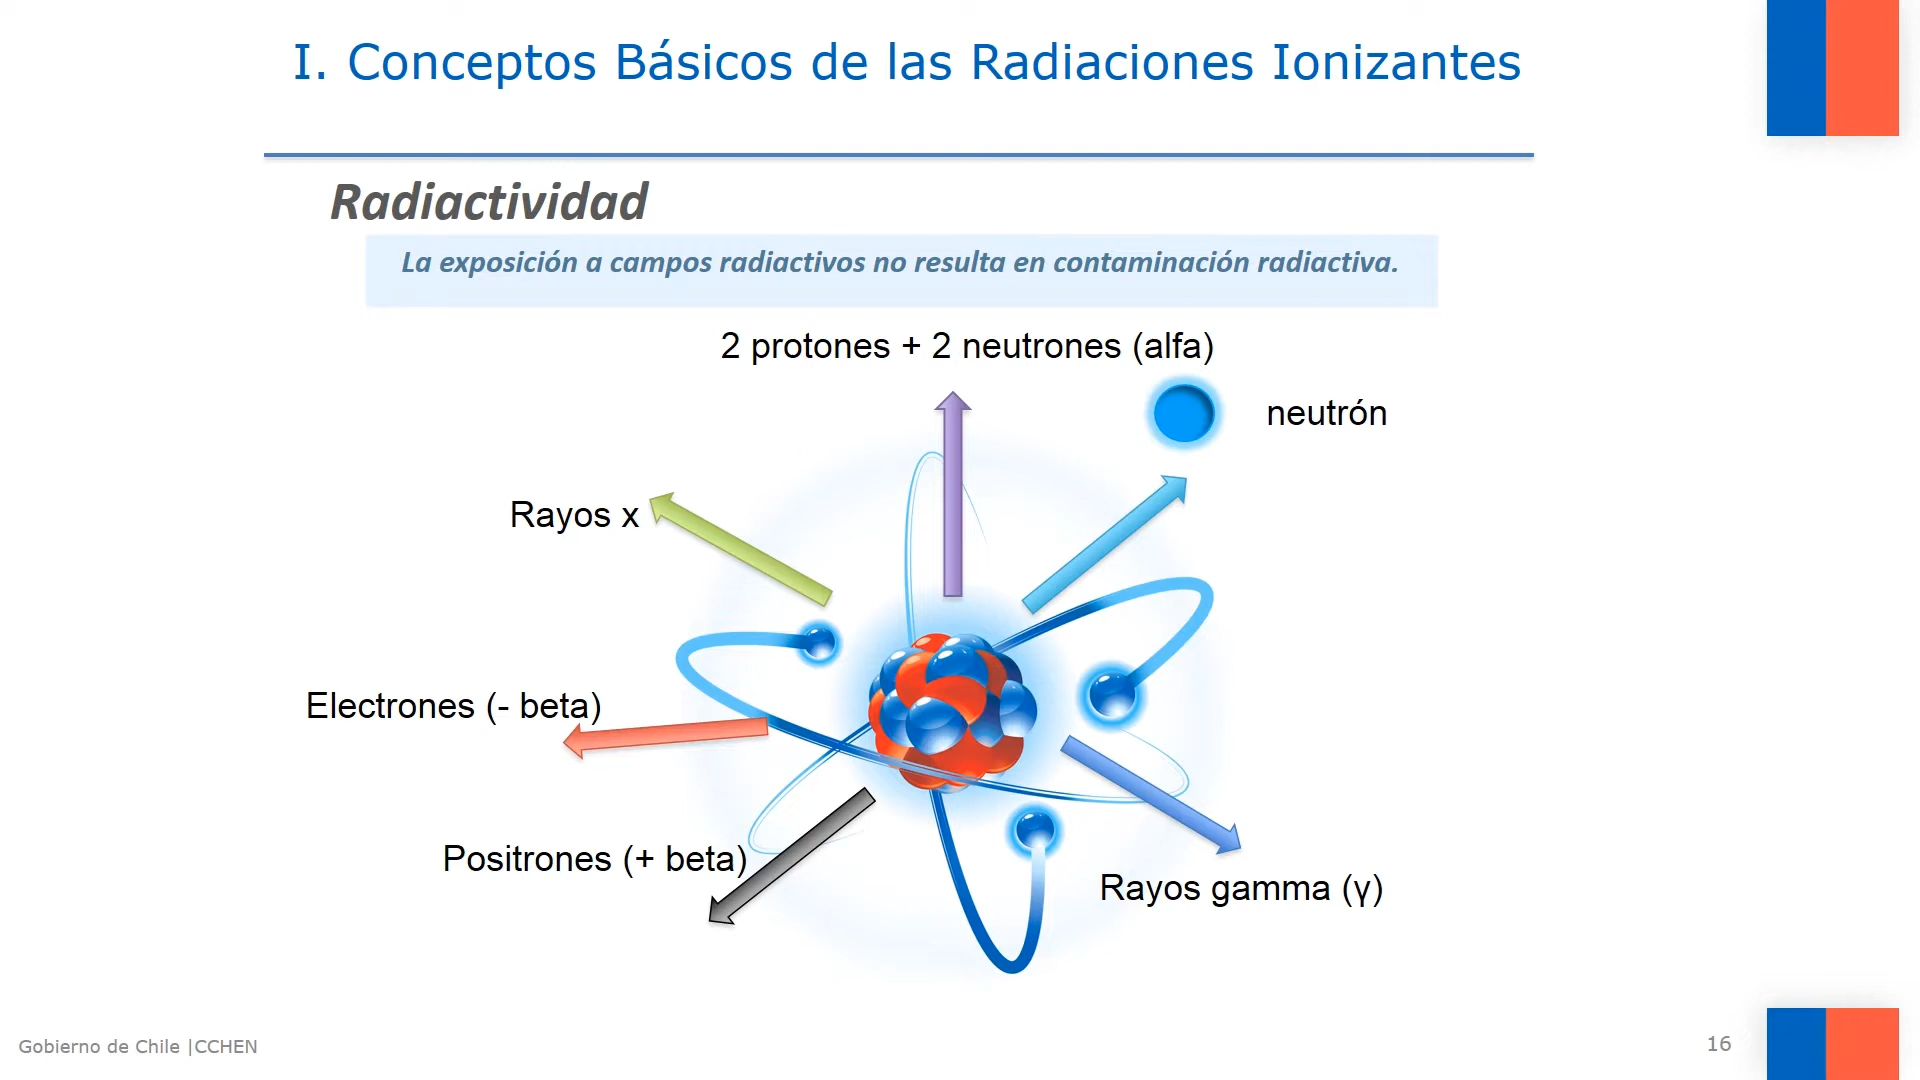 I. Conceptos Básicos de las Radiaciones Ionizantes
Radiactividad
La exposición a campos radiactivos no resulta en contaminación radiactiva.
2 protones + 2 neutrones (alfa)
neutrón
Rayos x
Electrones (- beta)
Positrones (+ beta)
Rayos gamma (γ)
Gobierno de Chile |CCHEN
16